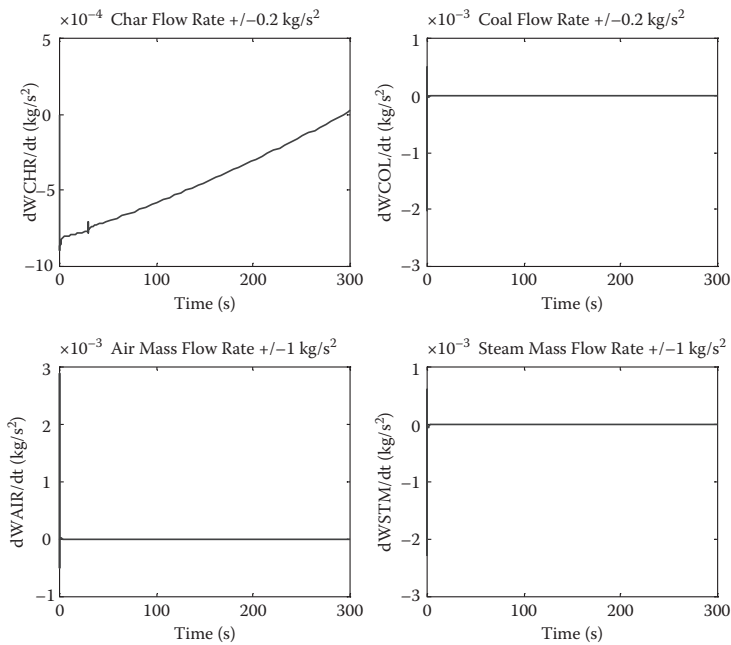 ×10⁻⁴ Char Flow Rate +/−0.2 kg/s²
5
0
−5
−10
dWCHR/dt (kg/s²)
0 100 200 300
Time (s)
×10⁻³ Coal Flow Rate +/−0.2 kg/s²
1
0
−1
−2
−3
dWCOL/dt (kg/s²)
0 100 200 300
Time (s)
×10⁻³ Air Mass Flow Rate +/−1 kg/s²
3
2
1
0
−1
dWAIR/dt (kg/s²)
0 100 200 300
Time (s)
×10⁻³ Steam Mass Flow Rate +/−1 kg/s²
1
0
−1
−2
−3
dWSTM/dt (kg/s²)
0 100 200 300
Time (s)